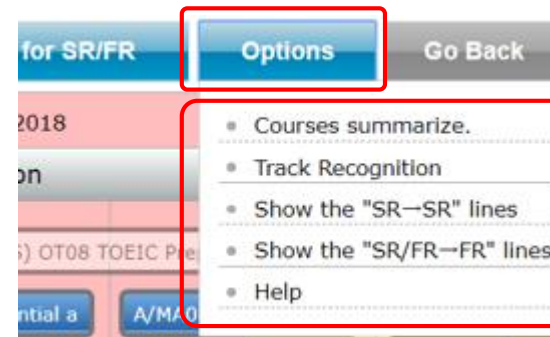 for SR/FR Options Go Back
2018
on
Courses summarize.
Track Recognition
Show the "SR→SR" lines
Show the "SR/FR→FR" lines
Help
S) OT08 TOEIC Pre
ntial a A/MA0